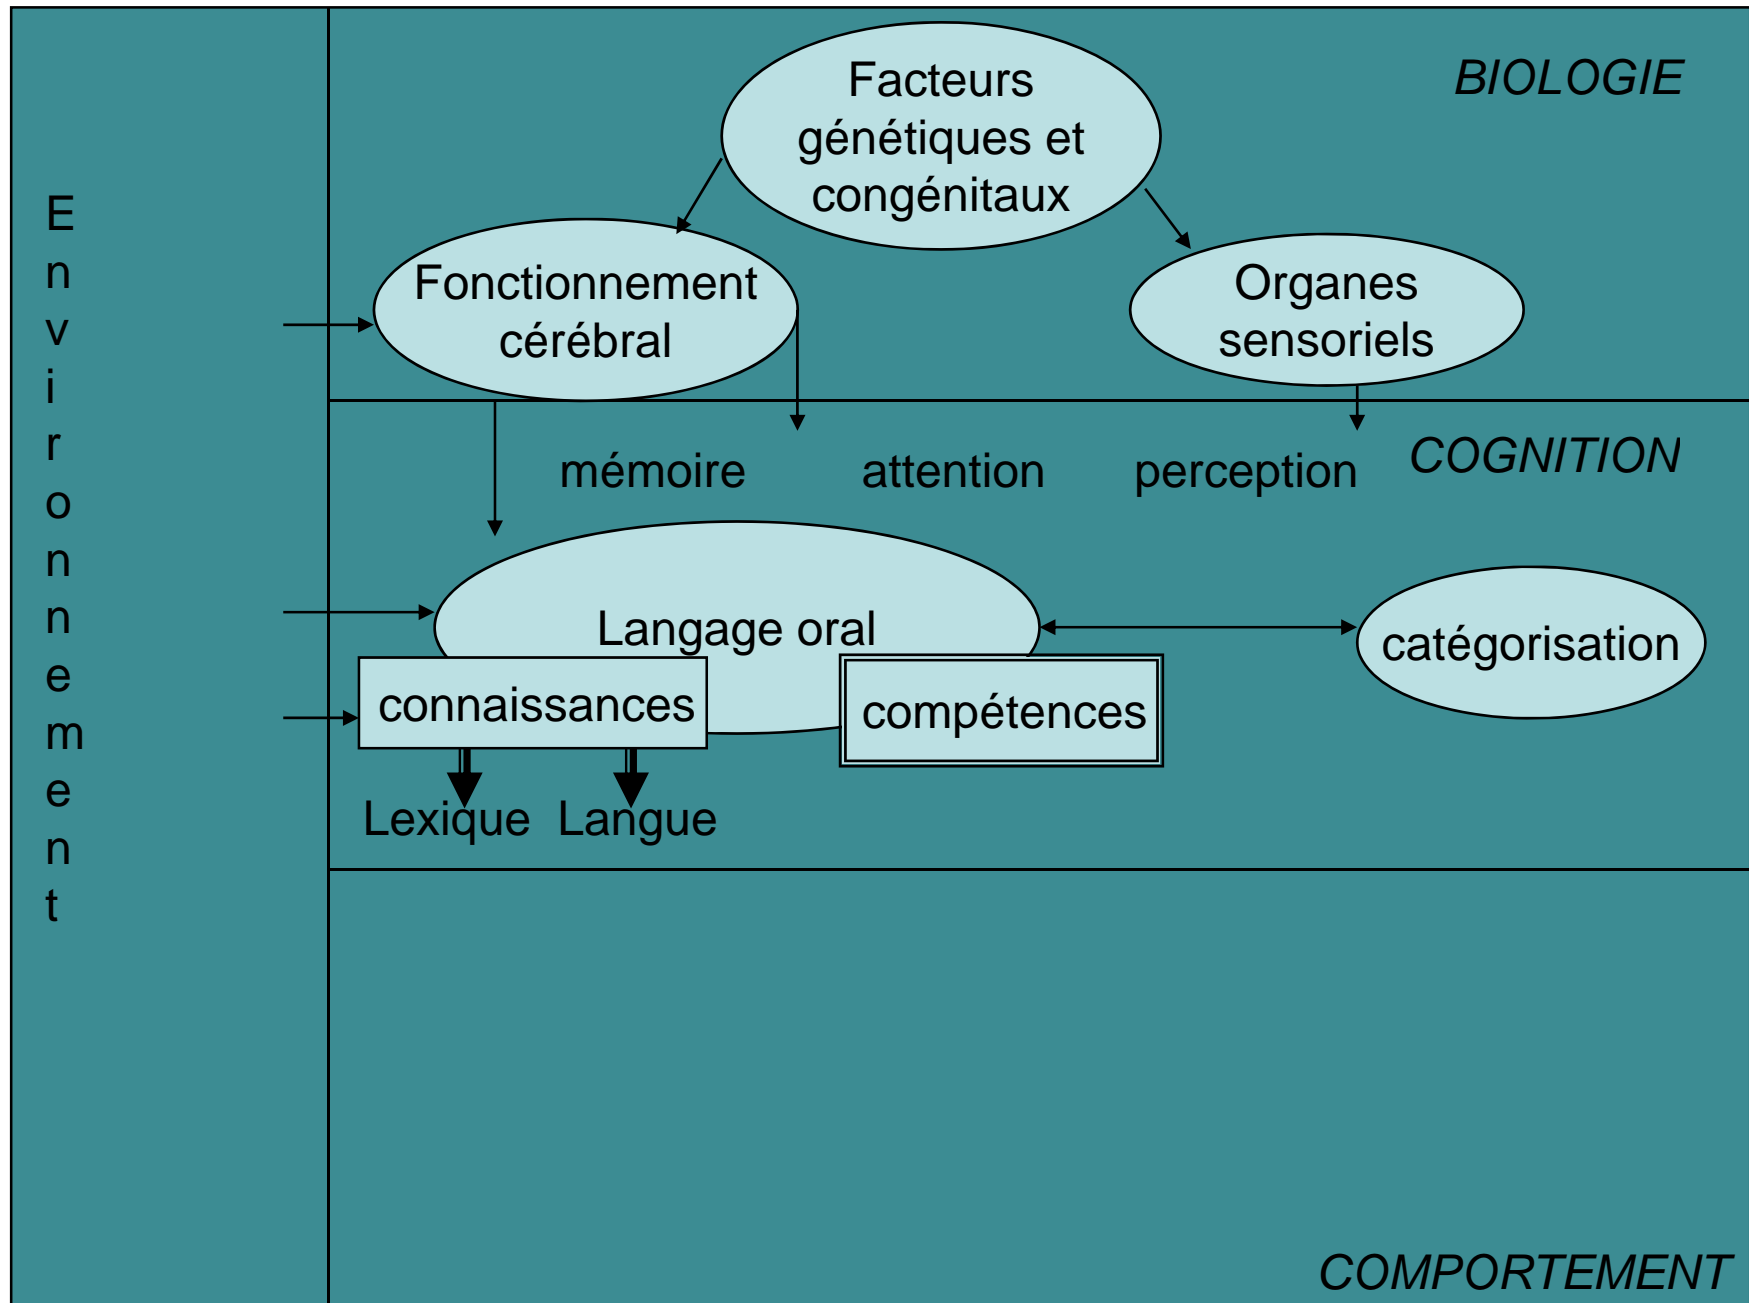 Environnement
BIOLOGIE
Facteurs
génétiques et
congénitaux
Fonctionnement
cérébral
Organes
sensoriels
COGNITION
mémoire attention perception
Langage oral
catégorisation
connaissances
compétences
Lexique Langue
COMPORTEMENT